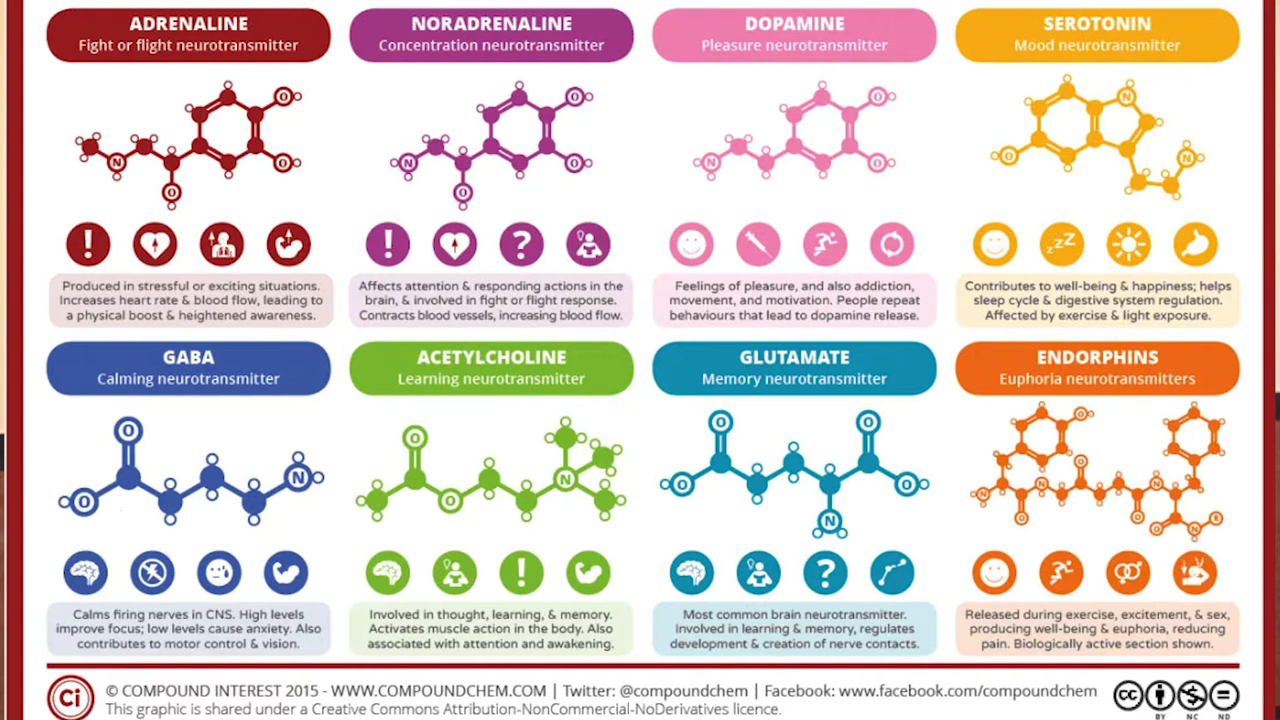 ADRENALINE
Fight or flight neurotransmitter
NORADRENALINE
Concentration neurotransmitter
DOPAMINE
Pleasure neurotransmitter
SEROTONIN
Mood neurotransmitter
N
O
O
O
N
O
O
O
N
O
O
O
N
N
! ?
zzZ
Produced in stressful or exciting situations.
Increases heart rate & blood flow, leading to
a physical boost & heightened awareness.
Affects attention & responding actions in the
brain, & involved in fight or flight response.
Contracts blood vessels, increasing blood flow.
Feelings of pleasure, and also addiction,
movement, and motivation. People repeat
behaviours that lead to dopamine release.
Contributes to well-being & happiness; helps
sleep cycle & digestive system regulation.
Affected by exercise & light exposure.
GABA
Calming neurotransmitter
ACETYLCHOLINE
Learning neurotransmitter
GLUTAMATE
Memory neurotransmitter
ENDORPHINS
Euphoria neurotransmitters
O
O
N
O
O
N
O
O
O
O
N
O
N
O
N
O
O
N
O
O
N
R
! ?
Calms firing nerves in CNS. High levels
improve focus; low levels cause anxiety. Also
contributes to motor control & vision.
Involved in thought, learning, & memory.
Activates muscle action in the body. Also
associated with attention and awakening.
Most common brain neurotransmitter.
Involved in learning & memory, regulates
development & creation of nerve contacts.
Released during exercise, excitement, & sex,
producing well-being & euphoria, reducing
pain. Biologically active section shown.
Ci
© COMPOUND INTEREST 2015 - WWW.COMPOUNDCHEM.COM | Twitter: @compoundchem | Facebook: www.facebook.com/compoundchem
This graphic is shared under a Creative Commons Attribution-NonCommercial-NoDerivatives licence.
CC
BY NC ND